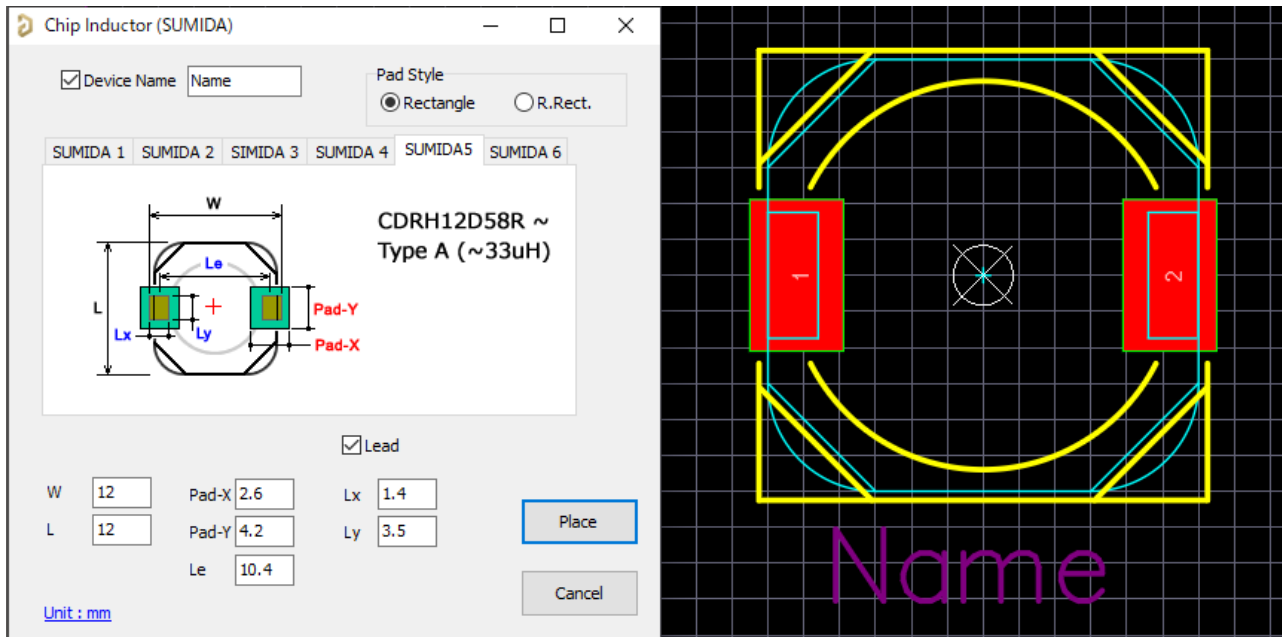 Chip Inductor (SUMIDA)
Device Name Name
Pad Style
Rectangle R.Rect.
SUMIDA 1 SUMIDA 2 SIMIDA 3 SUMIDA 4 SUMIDA5 SUMIDA 6
W
CDRH12D58R ~
Type A (~33uH)
Le
L
Pad-Y
Lx
Ly
Pad-X
Lead
W 12 Pad-X 2.6 Lx 1.4
L 12 Pad-Y 4.2 Ly 3.5
Le 10.4
Place
Cancel
Unit : mm
1
2
Name